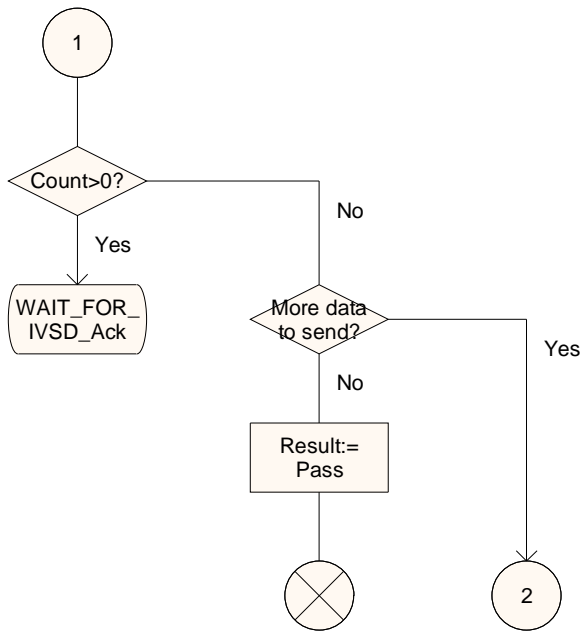 1
Count>0?
No
Yes
WAIT_FOR_
IVSD_Ack
More data
to send?
Yes
No
Result:=
Pass
2